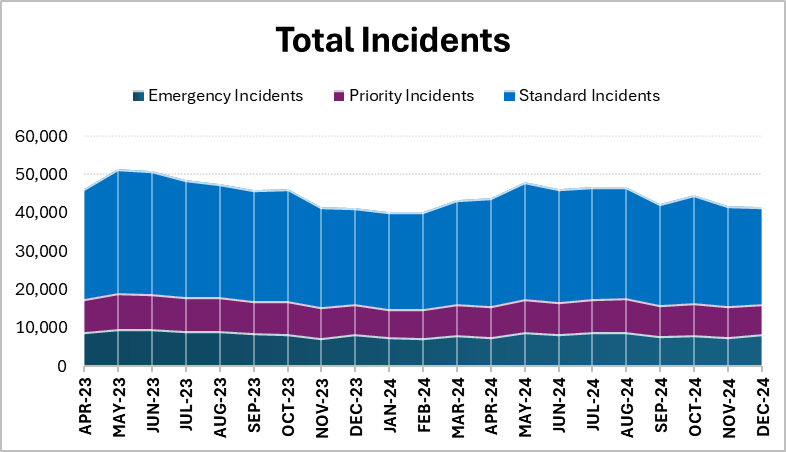 Total Incidents
Emergency Incidents Priority Incidents Standard Incidents
60,000
50,000
40,000
30,000
20,000
10,000
0
APR-23 MAY-23 JUN-23 JUL-23 AUG-23 SEP-23 OCT-23 NOV-23 DEC-23 JAN-24 FEB-24 MAR-24 APR-24 MAY-24 JUN-24 JUL-24 AUG-24 SEP-24 OCT-24 NOV-24 DEC-24